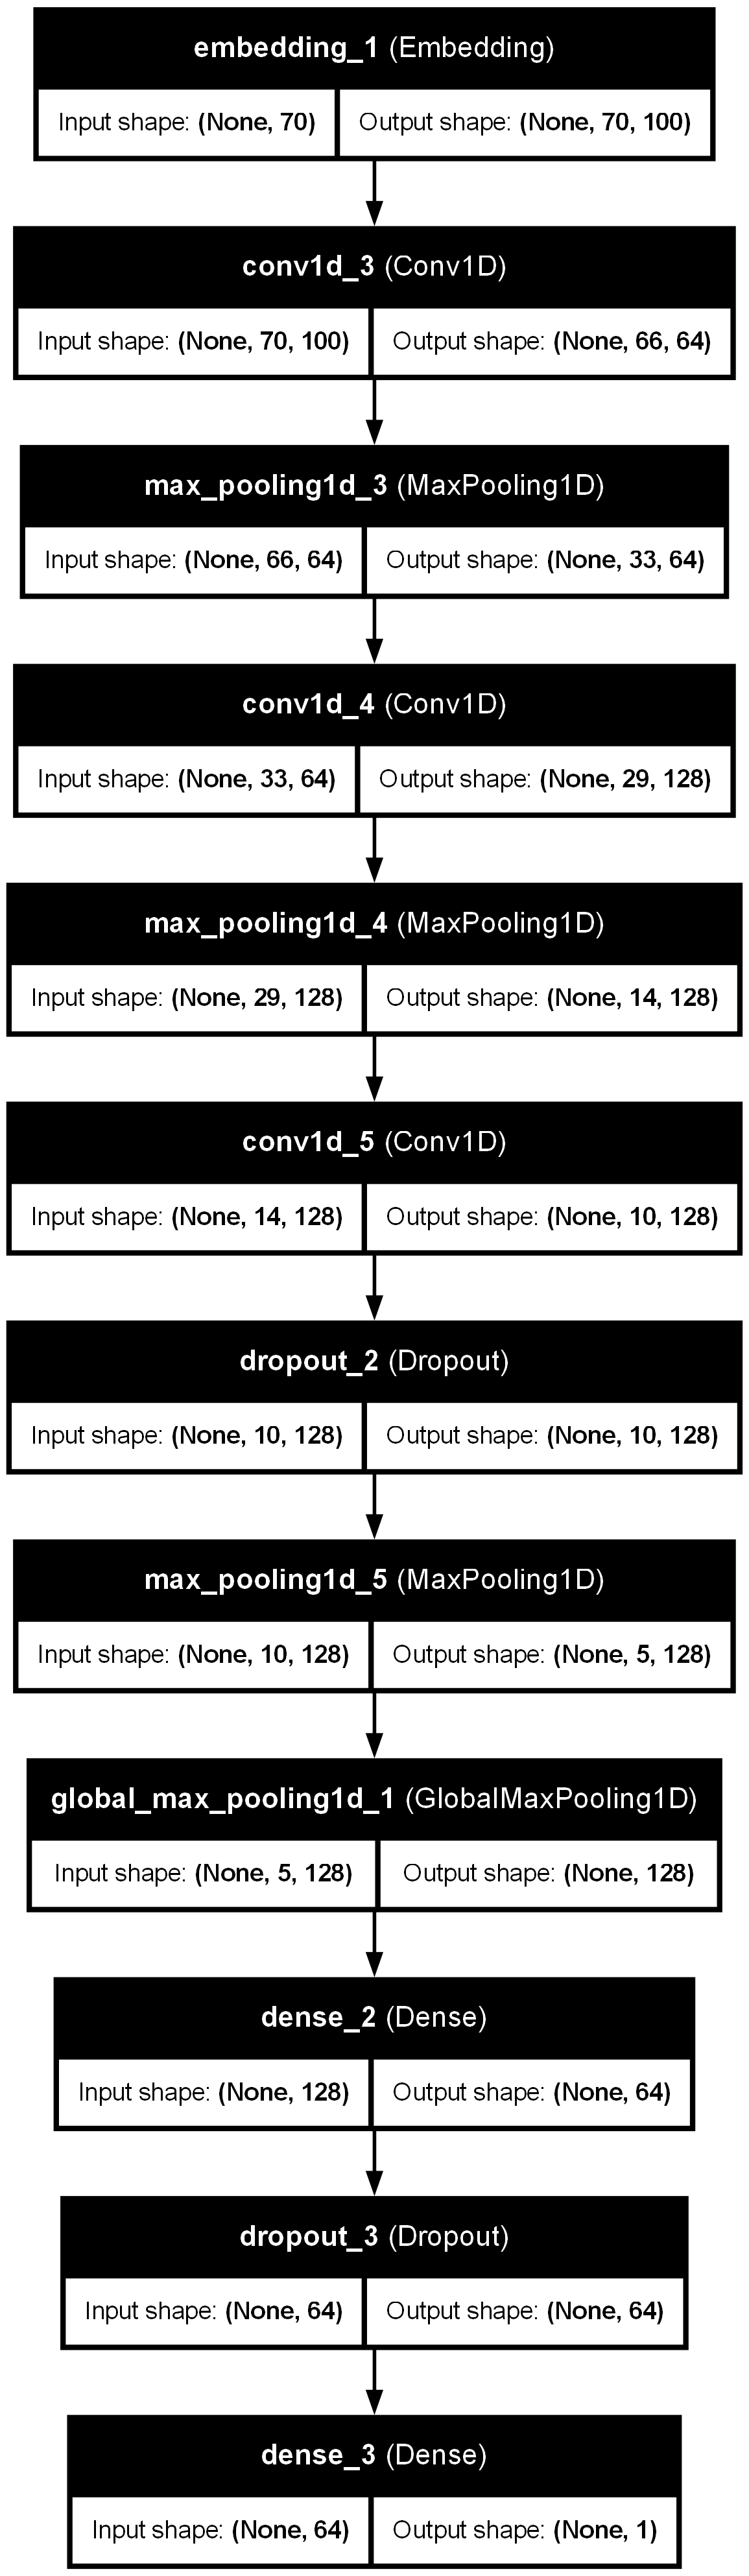 embedding_1 (Embedding)
Input shape: (None, 70) Output shape: (None, 70, 100)
conv1d_3 (Conv1D)
Input shape: (None, 70, 100) Output shape: (None, 66, 64)
max_pooling1d_3 (MaxPooling1D)
Input shape: (None, 66, 64) Output shape: (None, 33, 64)
conv1d_4 (Conv1D)
Input shape: (None, 33, 64) Output shape: (None, 29, 128)
max_pooling1d_4 (MaxPooling1D)
Input shape: (None, 29, 128) Output shape: (None, 14, 128)
conv1d_5 (Conv1D)
Input shape: (None, 14, 128) Output shape: (None, 10, 128)
dropout_2 (Dropout)
Input shape: (None, 10, 128) Output shape: (None, 10, 128)
max_pooling1d_5 (MaxPooling1D)
Input shape: (None, 10, 128) Output shape: (None, 5, 128)
global_max_pooling1d_1 (GlobalMaxPooling1D)
Input shape: (None, 5, 128) Output shape: (None, 128)
dense_2 (Dense)
Input shape: (None, 128) Output shape: (None, 64)
dropout_3 (Dropout)
Input shape: (None, 64) Output shape: (None, 64)
dense_3 (Dense)
Input shape: (None, 64) Output shape: (None, 1)